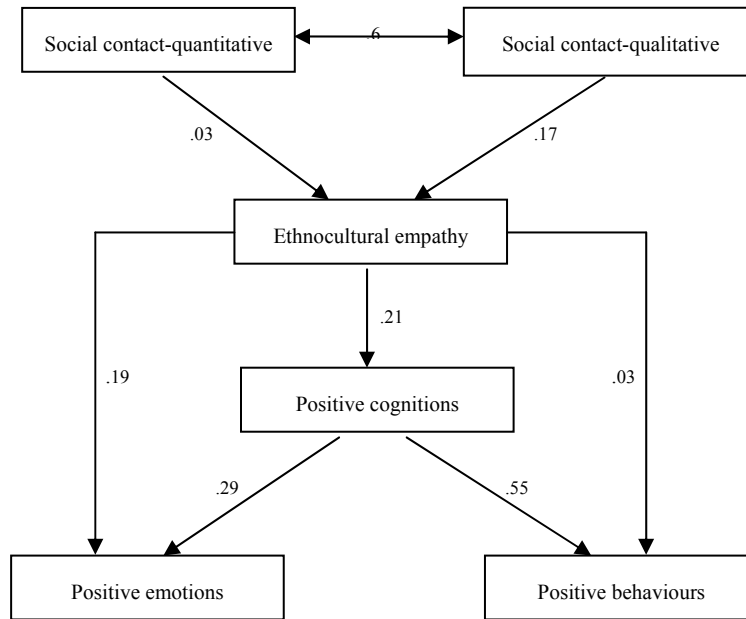 Social contact-quantitative
.6
Social contact-qualitative
.03
.17
Ethnocultural empathy
.21
.19
.03
Positive cognitions
.29
.55
Positive emotions
Positive behaviours